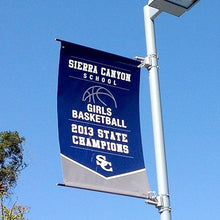 SIERRA CANYON
SCHOOL
GIRLS
BASKETBALL
2013 STATE
CHAMPIONS
SC